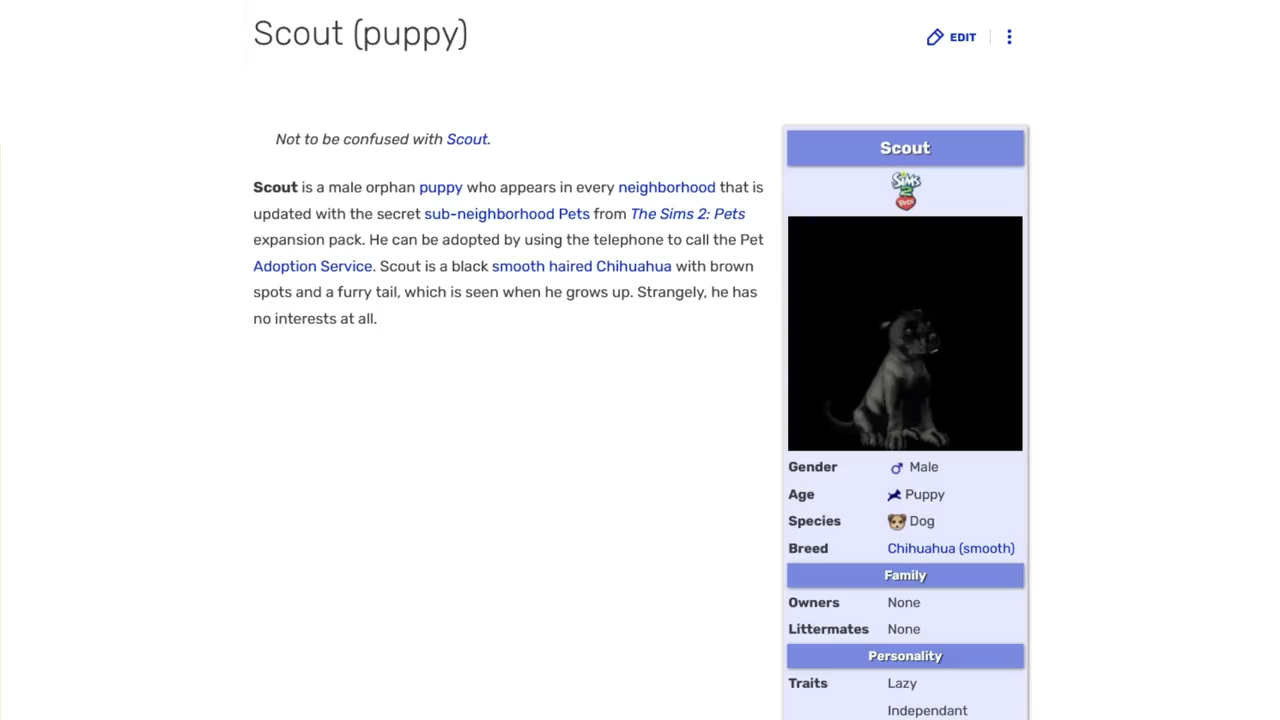 Scout (puppy)
EDIT
Not to be confused with Scout.
Scout is a male orphan puppy who appears in every neighborhood that is
updated with the secret sub-neighborhood Pets from The Sims 2: Pets
expansion pack. He can be adopted by using the telephone to call the Pet
Adoption Service. Scout is a black smooth haired Chihuahua with brown
spots and a furry tail, which is seen when he grows up. Strangely, he has
no interests at all.
Scout
The Sims 2 Pets
Gender Male
Age Puppy
Species Dog
Breed Chihuahua (smooth)
Family
Owners None
Littermates None
Personality
Traits Lazy
Independant